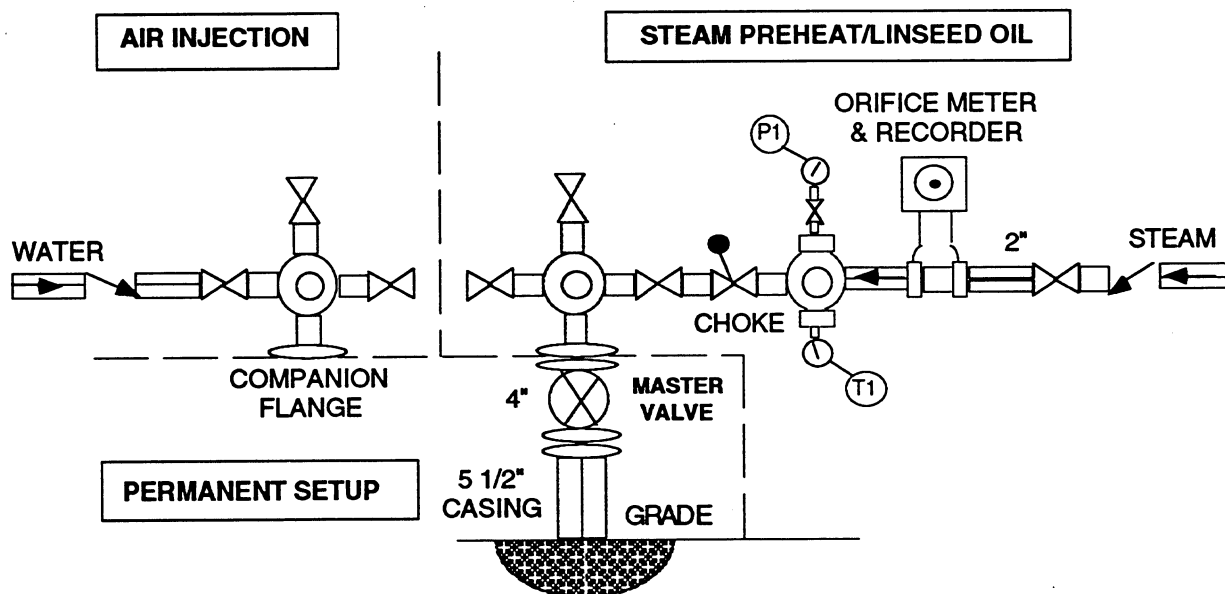 AIR INJECTION
STEAM PREHEAT/LINSEED OIL
ORIFICE METER
& RECORDER
P1
WATER
2"
STEAM
CHOKE
T1
COMPANION
FLANGE
4"
MASTER
VALVE
PERMANENT SETUP
5 1/2"
CASING
GRADE